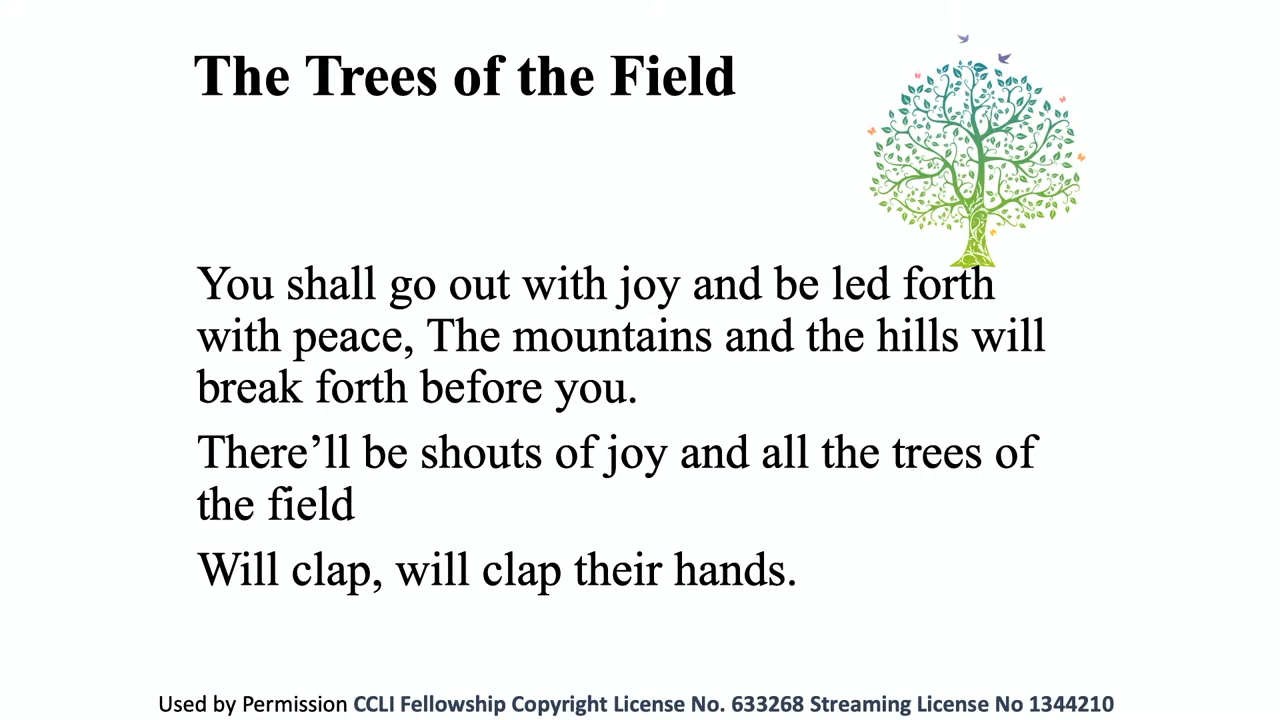 The Trees of the Field
You shall go out with joy and be led forth
with peace, The mountains and the hills will
break forth before you.
There’ll be shouts of joy and all the trees of
the field
Will clap, will clap their hands.
Used by Permission CCLI Fellowship Copyright License No. 633268 Streaming License No 1344210